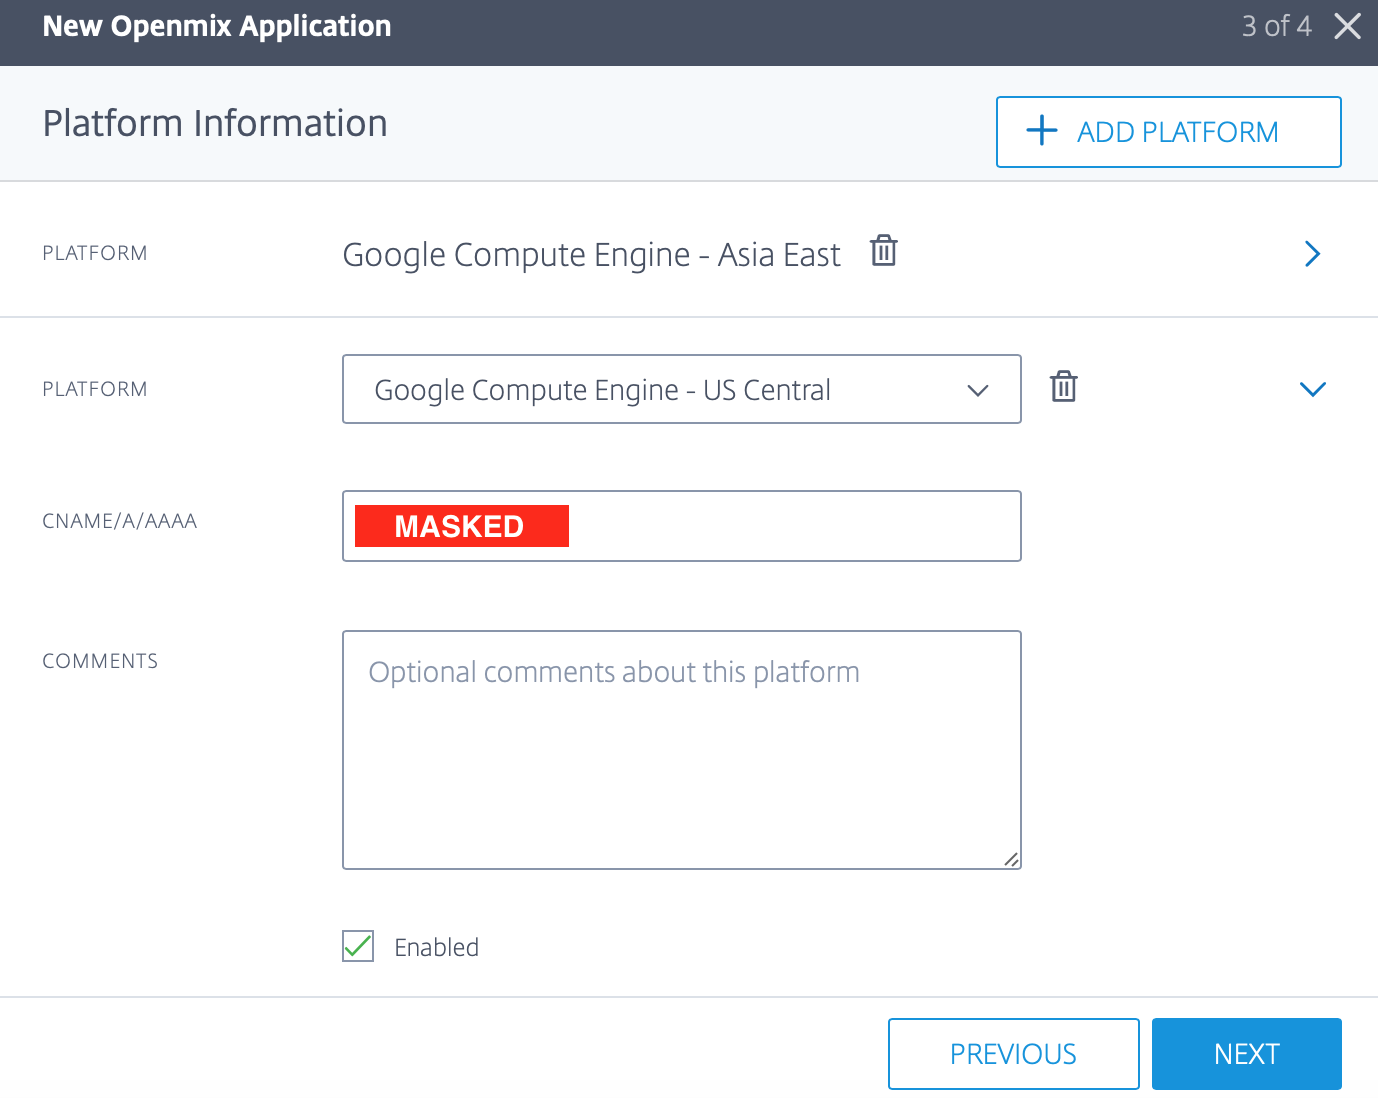 New Openmix Application
3 of 4
Platform Information
ADD PLATFORM
PLATFORM
Google Compute Engine - Asia East
PLATFORM
Google Compute Engine - US Central
CNAME/A/AAAA
MASKED
COMMENTS
Optional comments about this platform
Enabled
PREVIOUS
NEXT